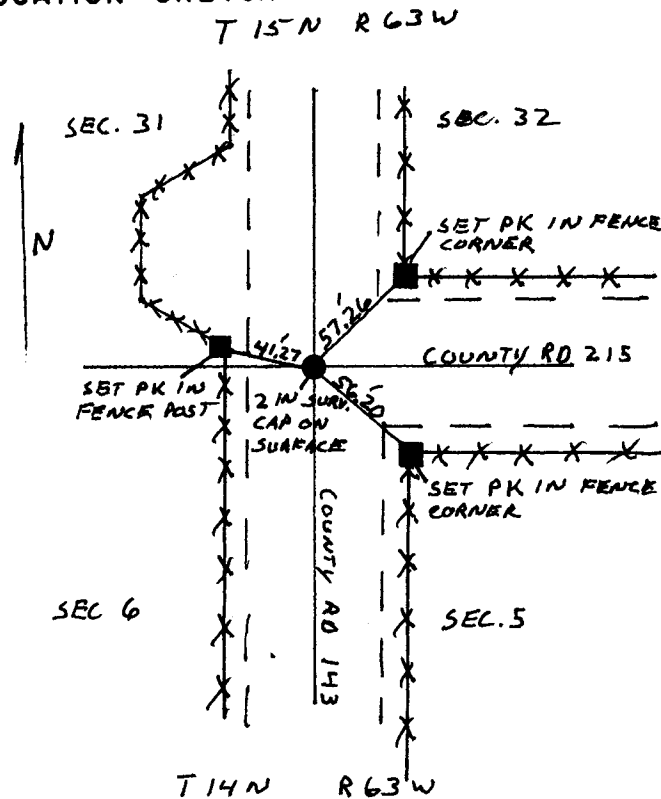 T 15 N R 63 W
SEC. 31
SEC. 32
N
SET PK IN FENCE
CORNER
57.26'
41.27'
COUNTY RD 215
SET PK IN
FENCE POST
2 IN SURV.
CAP ON
SURFACE
56.20'
SET PK IN FENCE
CORNER
COUNTY RD 143
SEC 6
SEC. 5
T 14 N R 63 W